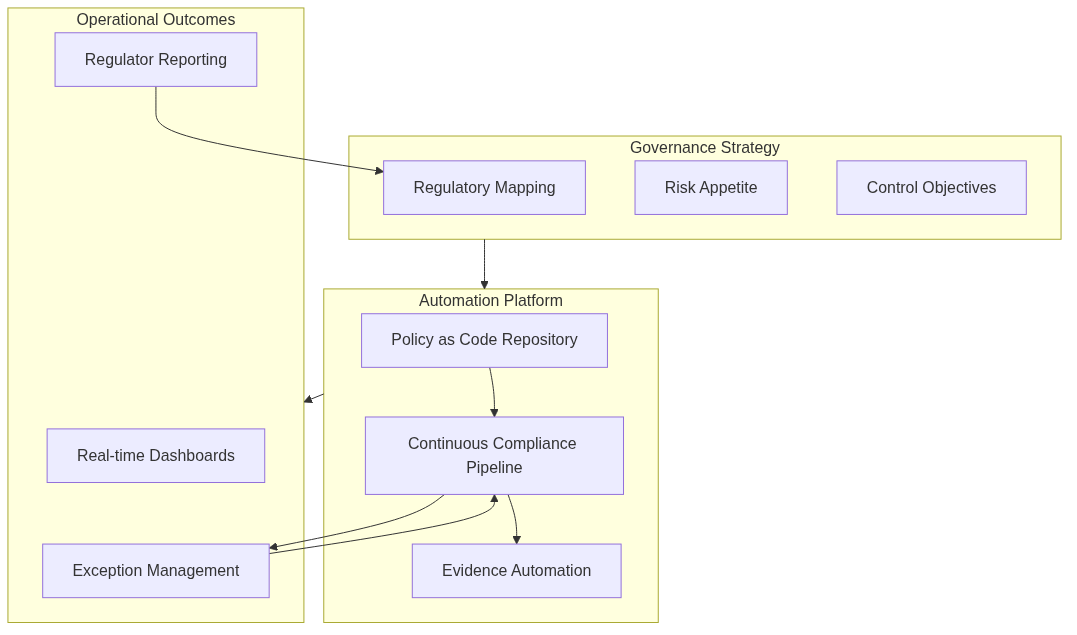 Operational Outcomes
Regulator Reporting
Governance Strategy
Regulatory Mapping
Risk Appetite
Control Objectives
Automation Platform
Policy as Code Repository
Continuous Compliance
Pipeline
Real-time Dashboards
Exception Management
Evidence Automation